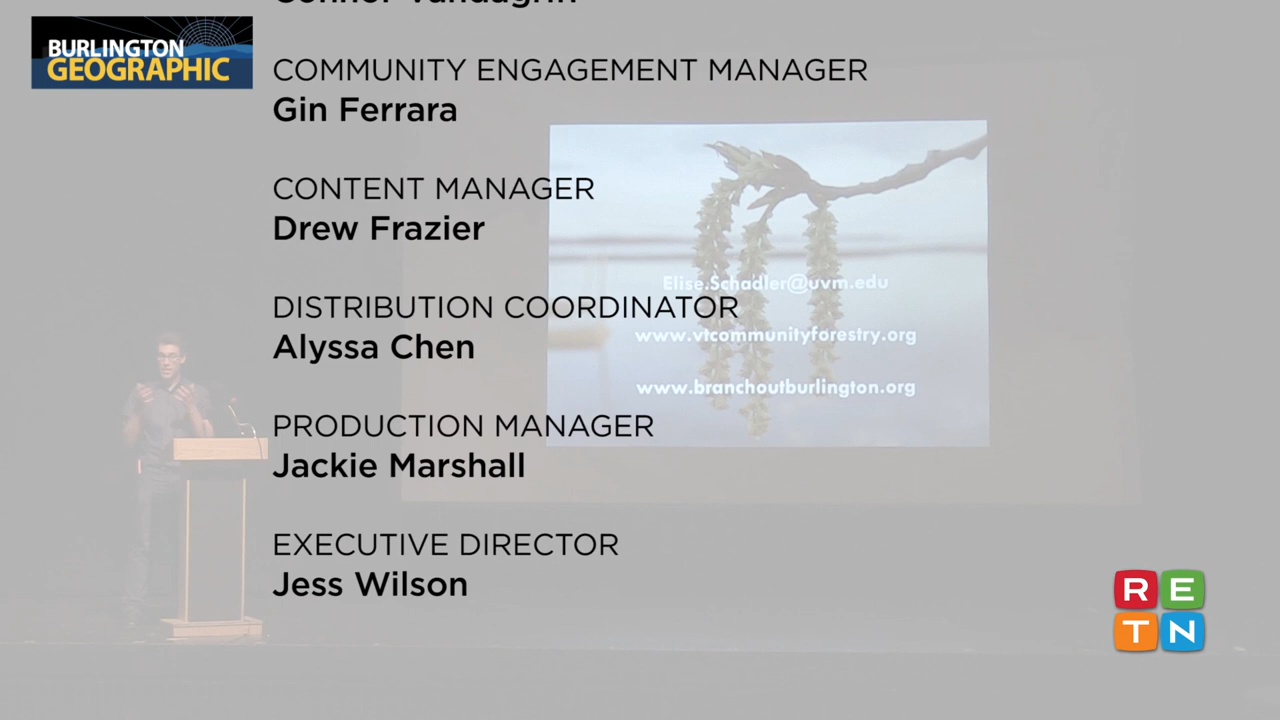 BURLINGTON
GEOGRAPHIC
COMMUNITY ENGAGEMENT MANAGER
Gin Ferrara
CONTENT MANAGER
Drew Frazier
DISTRIBUTION COORDINATOR
Alyssa Chen
PRODUCTION MANAGER
Jackie Marshall
EXECUTIVE DIRECTOR
Jess Wilson
Elise.Schadler@uvm.edu
www.vtcommunityforestry.org
www.branchoutburlington.org
R E
T N